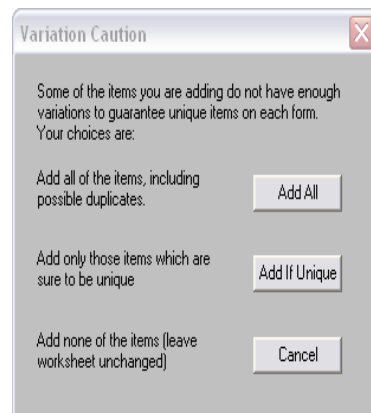 Variation Caution
Some of the items you are adding do not have enough
variations to guarantee unique items on each form.
Your choices are:
Add all of the items, including
possible duplicates.
Add All
Add only those items which are
sure to be unique
Add If Unique
Add none of the items (leave
worksheet unchanged)
Cancel